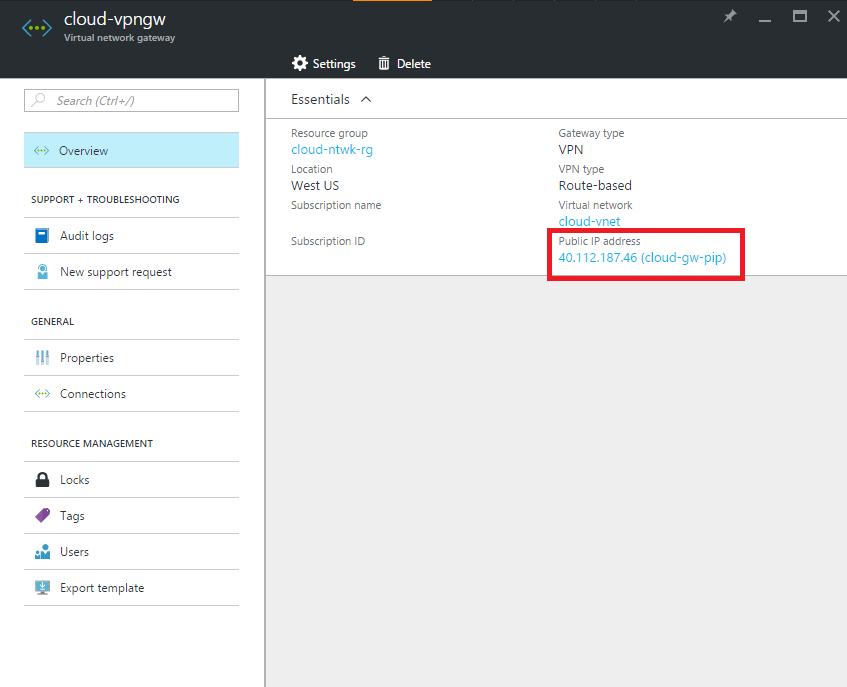 cloud-vpngw
Virtual network gateway
Settings
Delete
Search (Ctrl+/)
Overview
SUPPORT + TROUBLESHOOTING
Audit logs
New support request
GENERAL
Properties
Connections
RESOURCE MANAGEMENT
Locks
Tags
Users
Export template
Essentials
Resource group
cloud-ntwk-rg
Location
West US
Subscription name
Subscription ID
Gateway type
VPN
VPN type
Route-based
Virtual network
cloud-vnet
Public IP address
40.112.187.46 (cloud-gw-pip)